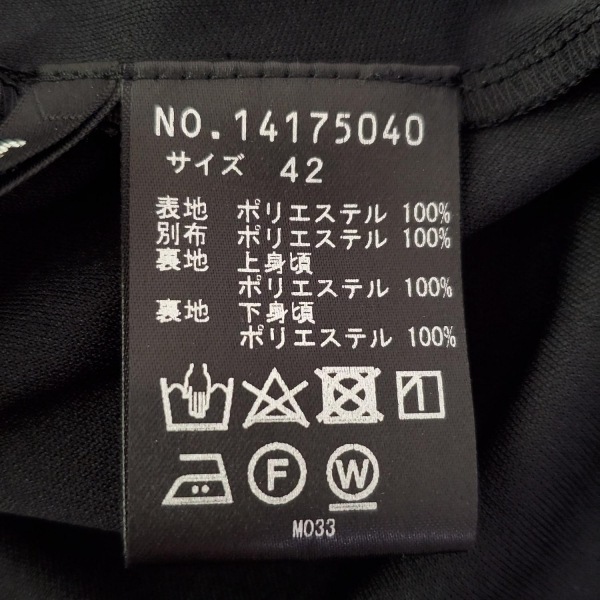 NO.14175040
サイズ 42
表地 ポリエステル 100%
別布 ポリエステル 100%
裏地 上身頃
ポリエステル 100%
裏地 下身頃
ポリエステル 100%
F W
M033